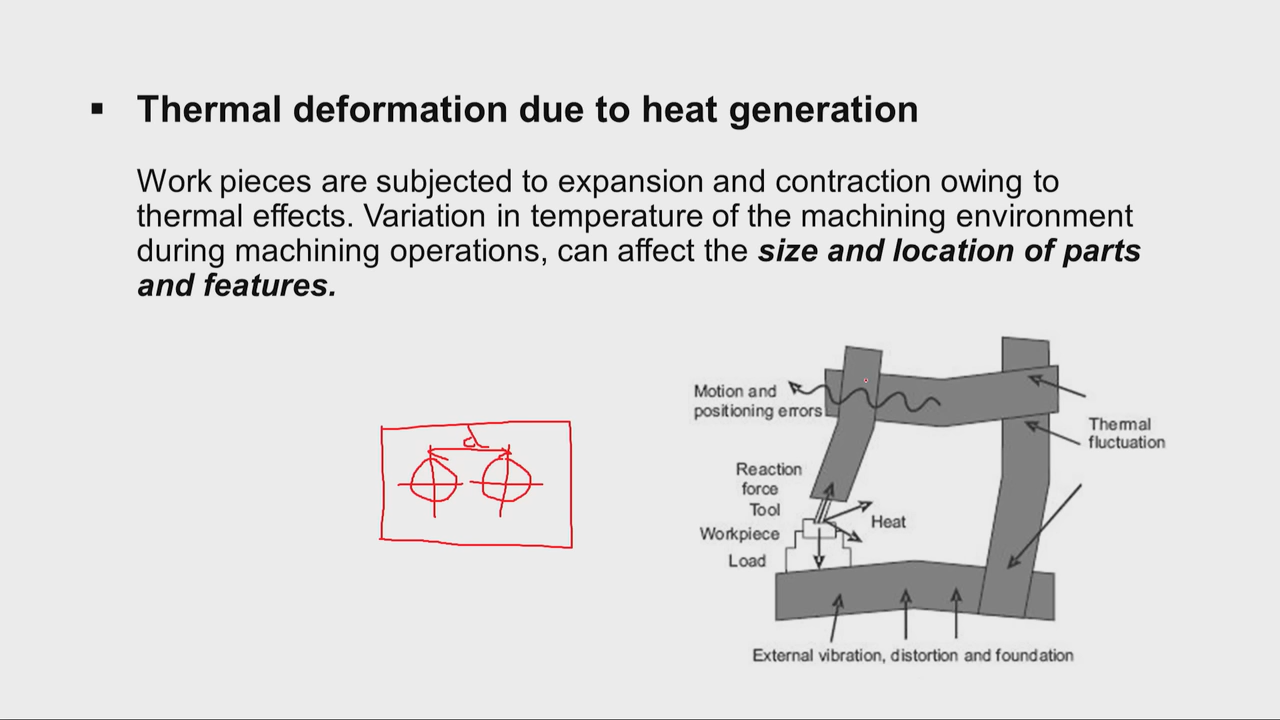 ▪ Thermal deformation due to heat generation
Work pieces are subjected to expansion and contraction owing to
thermal effects. Variation in temperature of the machining environment
during machining operations, can affect the size and location of parts
and features.
d
Motion and
positioning errors
Thermal
fluctuation
Reaction
force
Tool
Workpiece
Load
Heat
External vibration, distortion and foundation